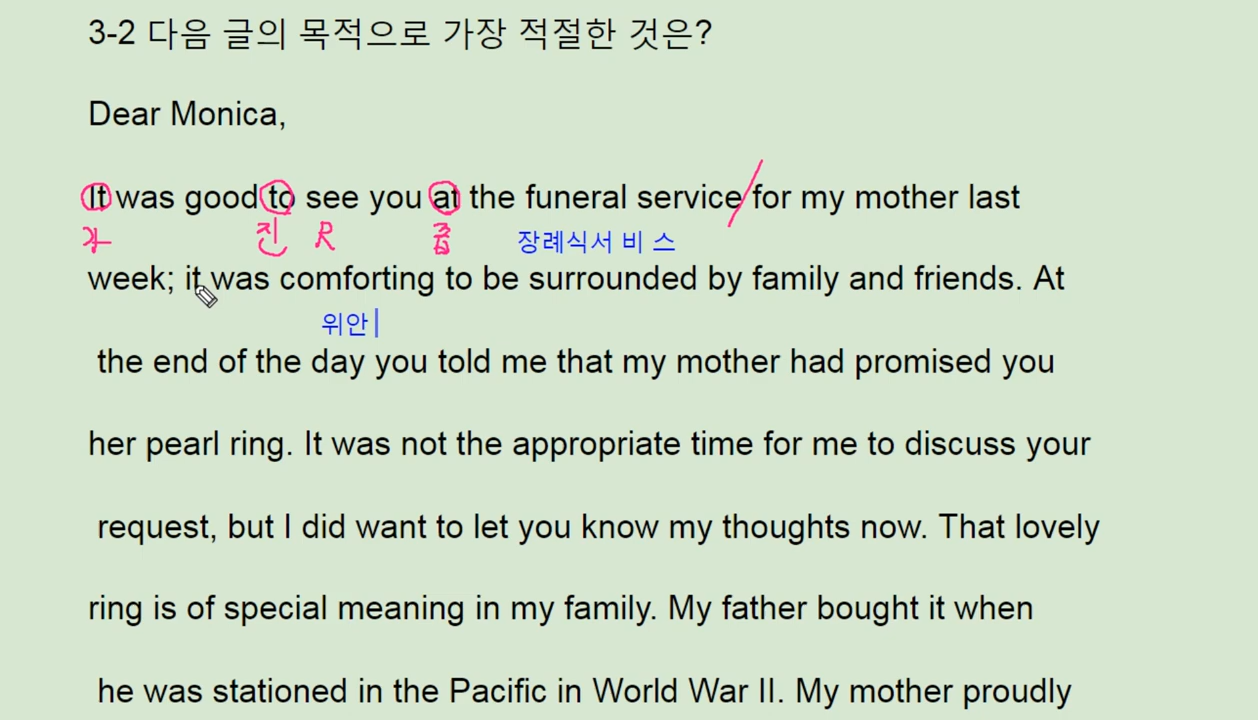 3-2 다음 글의 목적으로 가장 적절한 것은?
Dear Monica,
It was good to see you at the funeral service for my mother last
가 진 R 좁 장례식서 비 스
week; it was comforting to be surrounded by family and friends. At
위안
the end of the day you told me that my mother had promised you
her pearl ring. It was not the appropriate time for me to discuss your
request, but I did want to let you know my thoughts now. That lovely
ring is of special meaning in my family. My father bought it when
he was stationed in the Pacific in World War II. My mother proudly